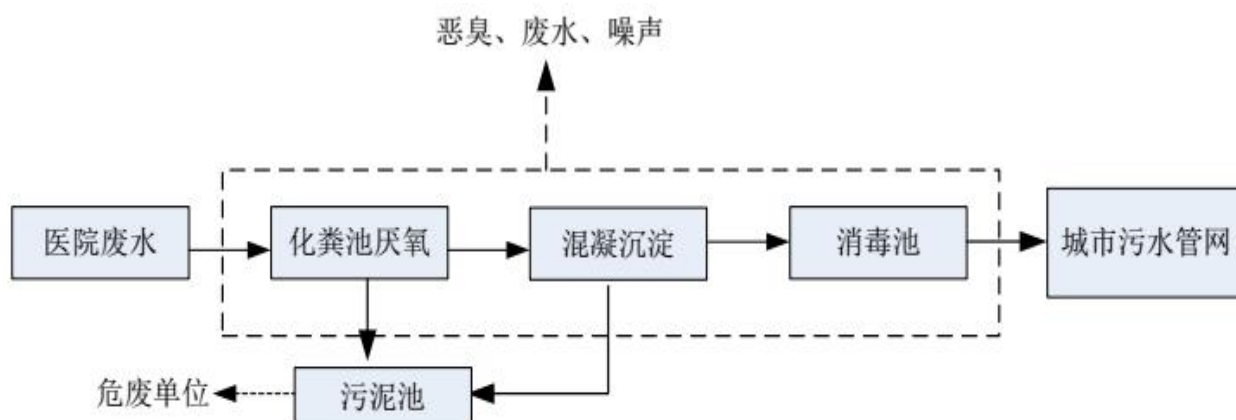 恶臭、废水、噪声
医院废水
化粪池厌氧
混凝沉淀
消毒池
城市污水管网
危废单位
污泥池